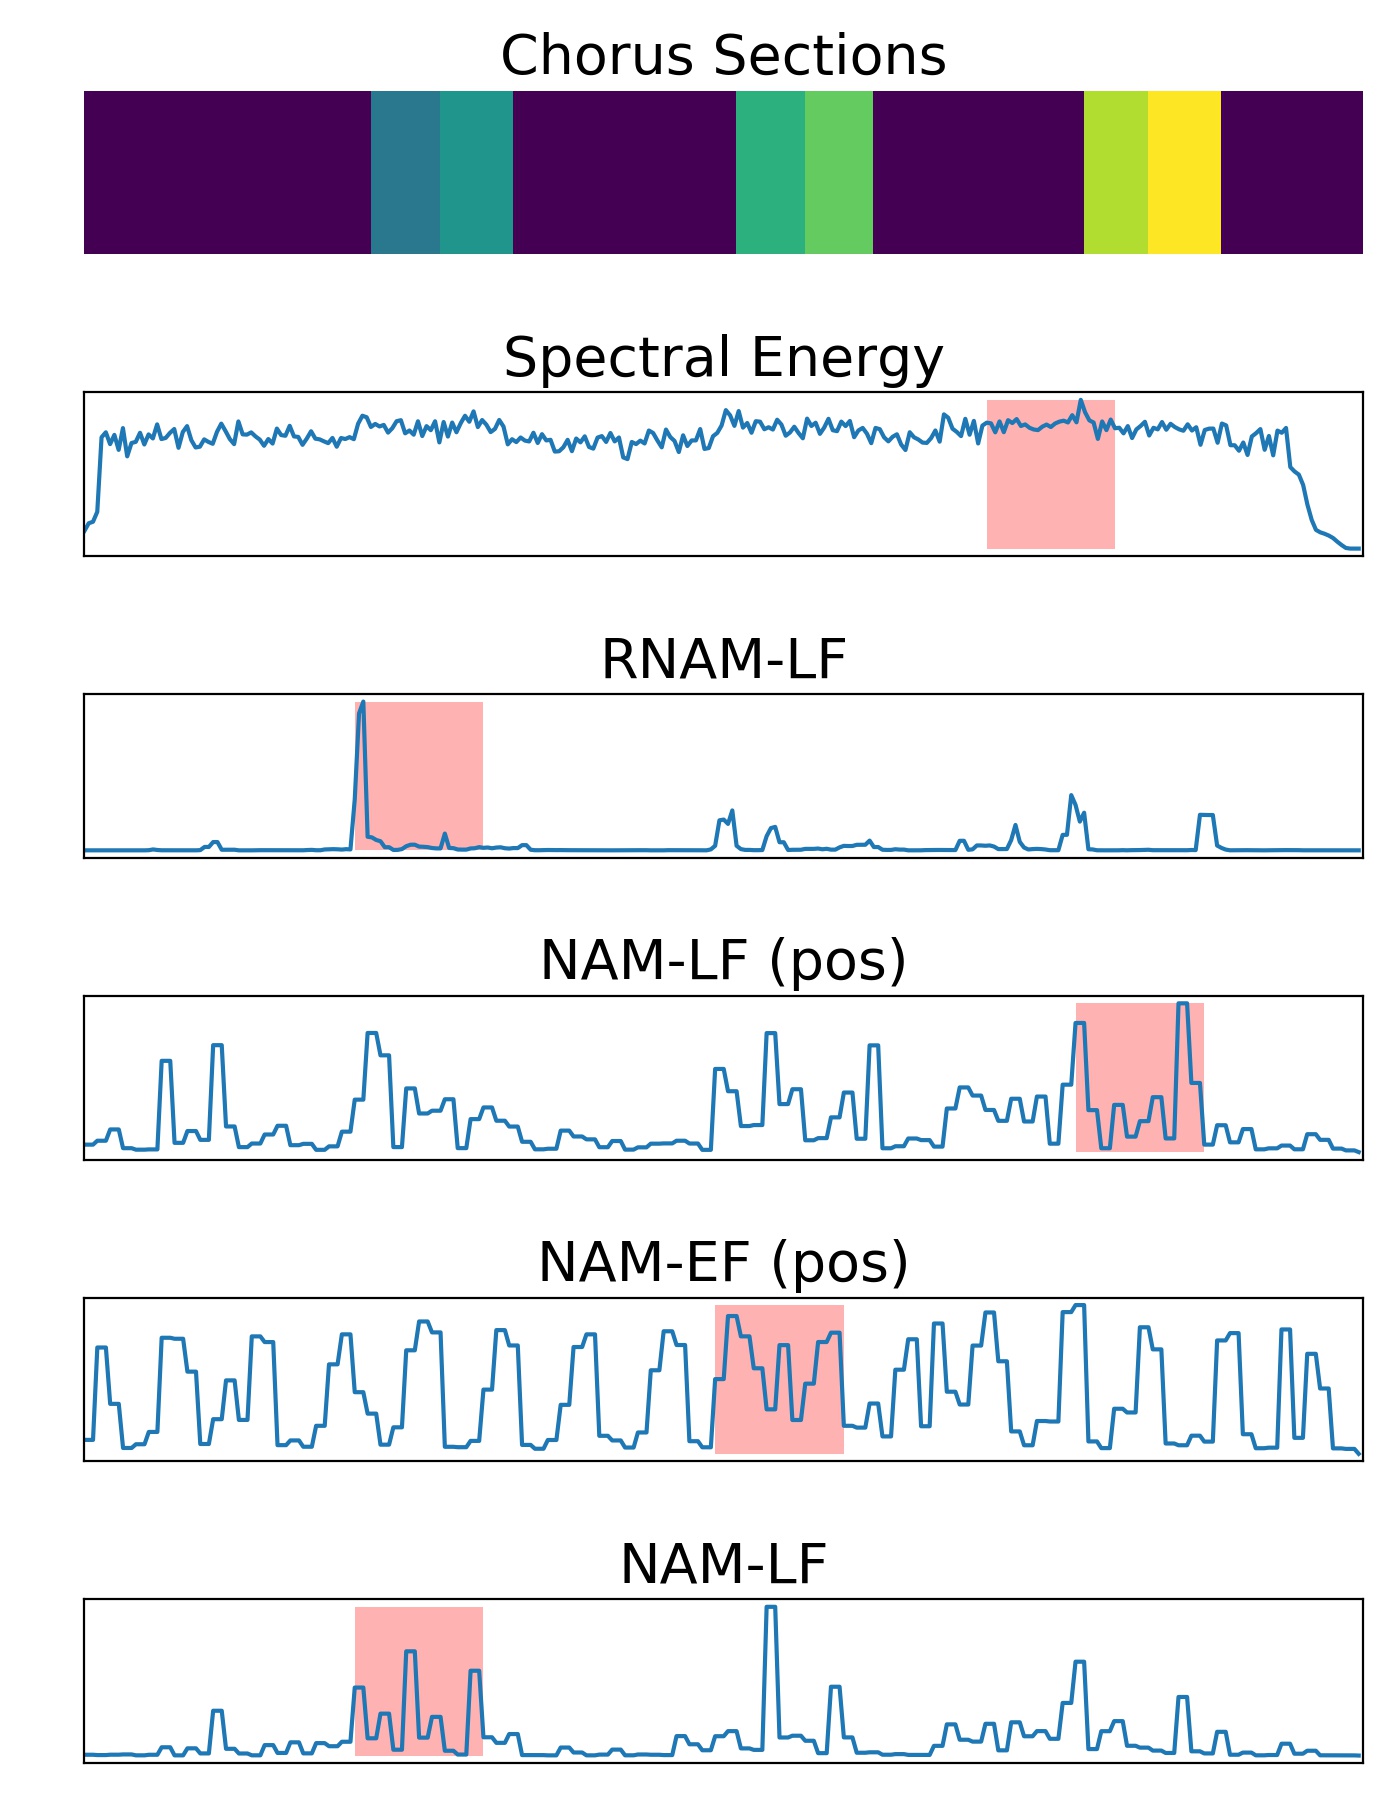 Chorus Sections
Spectral Energy
RNAM-LF
NAM-LF (pos)
NAM-EF (pos)
NAM-LF